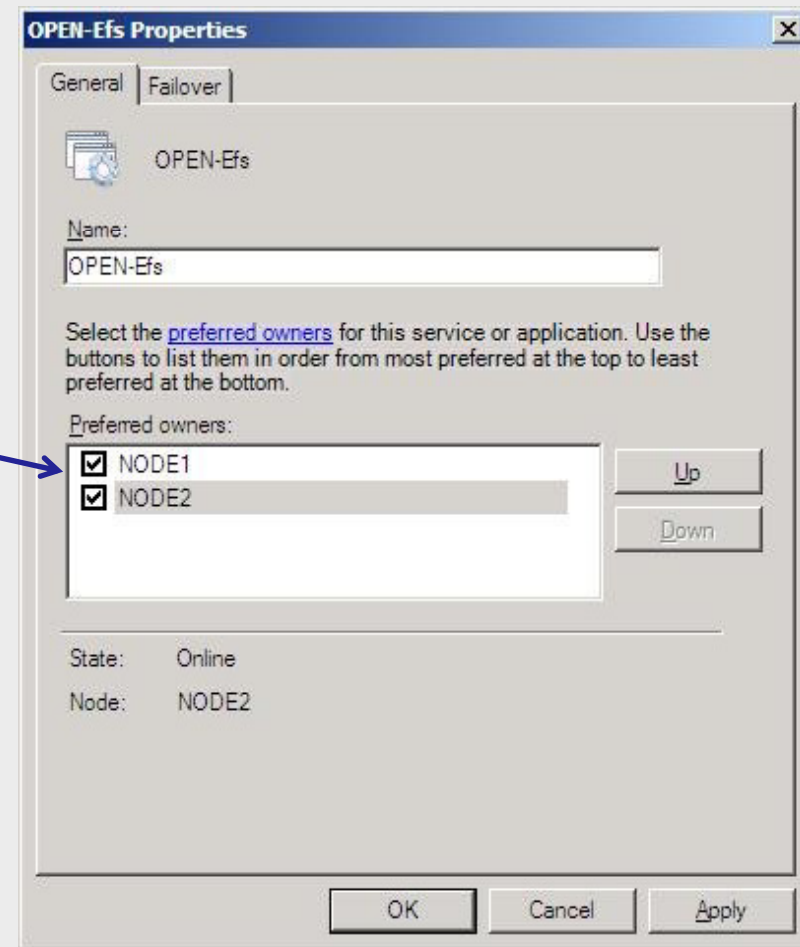 OPEN-Efs Properties
General
Failover
OPEN-Efs
Name:
OPEN-Efs
Select the preferred owners for this service or application. Use the
buttons to list them in order from most preferred at the top to least
preferred at the bottom.
Preferred owners:
NODE1
NODE2
Up
Down
State: Online
Node: NODE2
OK Cancel Apply